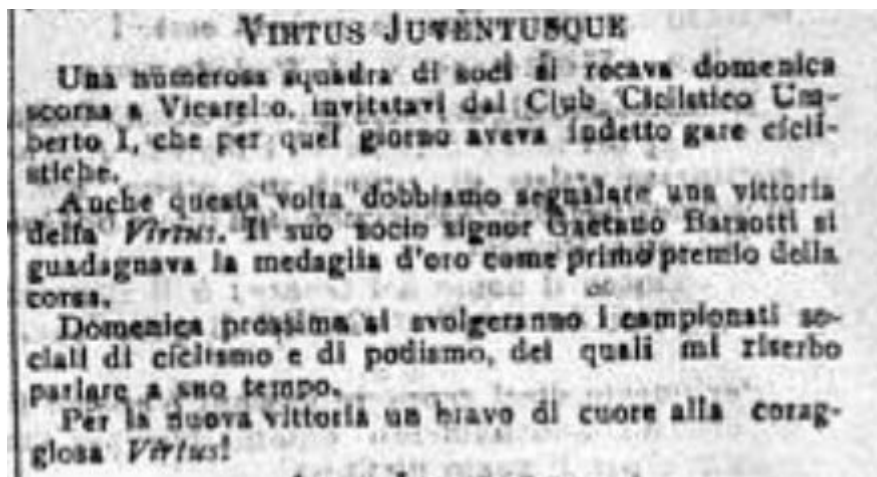 VIRTUS JUVENTUSQUE
Una numerosa squadra di soci si recava domenica
scorsa a Vicarello, invitatavi dal Club Ciclistico Um-
berto I, che per quel giorno aveva indetto gare cicli-
stiche.
Anche questa volta dobbiamo segnalare una vittoria
della Virtus. Il suo socio signor Gaetano Barsotti si
guadagnava la medaglia d'oro come primo premio della
corsa.
Domenica prossima si svolgeranno i campionati so-
ciali di ciclismo e di podismo, dei quali mi riserbo
parlare a suo tempo.
Per la nuova vittoria un bravo di cuore alla corag-
giosa Virtus!